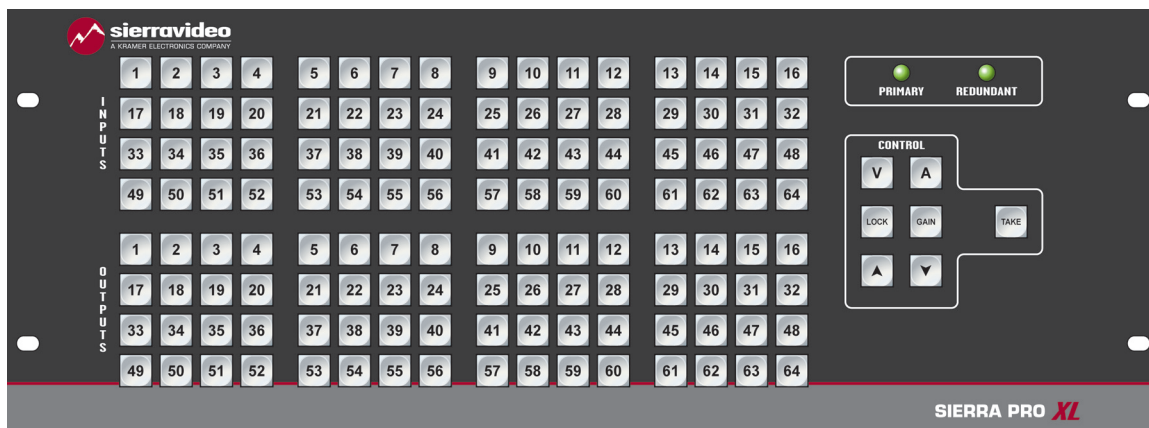 sierravideo
A KRAMER ELECTRONICS COMPANY
INPUTS
1 2 3 4 5 6 7 8 9 10 11 12 13 14 15 16
17 18 19 20 21 22 23 24 25 26 27 28 29 30 31 32
33 34 35 36 37 38 39 40 41 42 43 44 45 46 47 48
49 50 51 52 53 54 55 56 57 58 59 60 61 62 63 64
OUTPUTS
1 2 3 4 5 6 7 8 9 10 11 12 13 14 15 16
17 18 19 20 21 22 23 24 25 26 27 28 29 30 31 32
33 34 35 36 37 38 39 40 41 42 43 44 45 46 47 48
49 50 51 52 53 54 55 56 57 58 59 60 61 62 63 64
PRIMARY REDUNDANT
CONTROL
V A
LOCK GAIN TAKE
SIERRA PRO XL